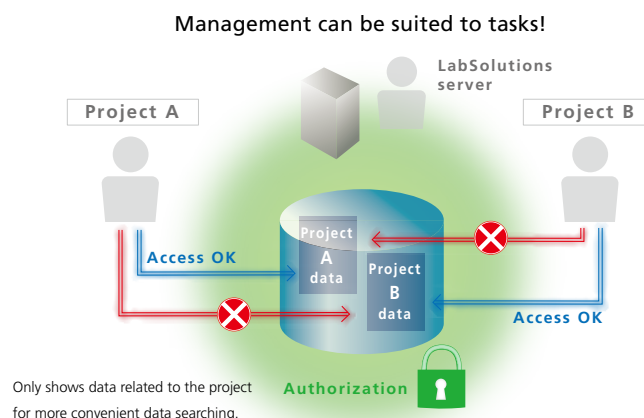 Management can be suited to tasks!
LabSolutions
server
Project A
Project B
Project
A
data
Access OK
Project
B
data
Access OK
Only shows data related to the project
for more convenient data searching.
Authorization